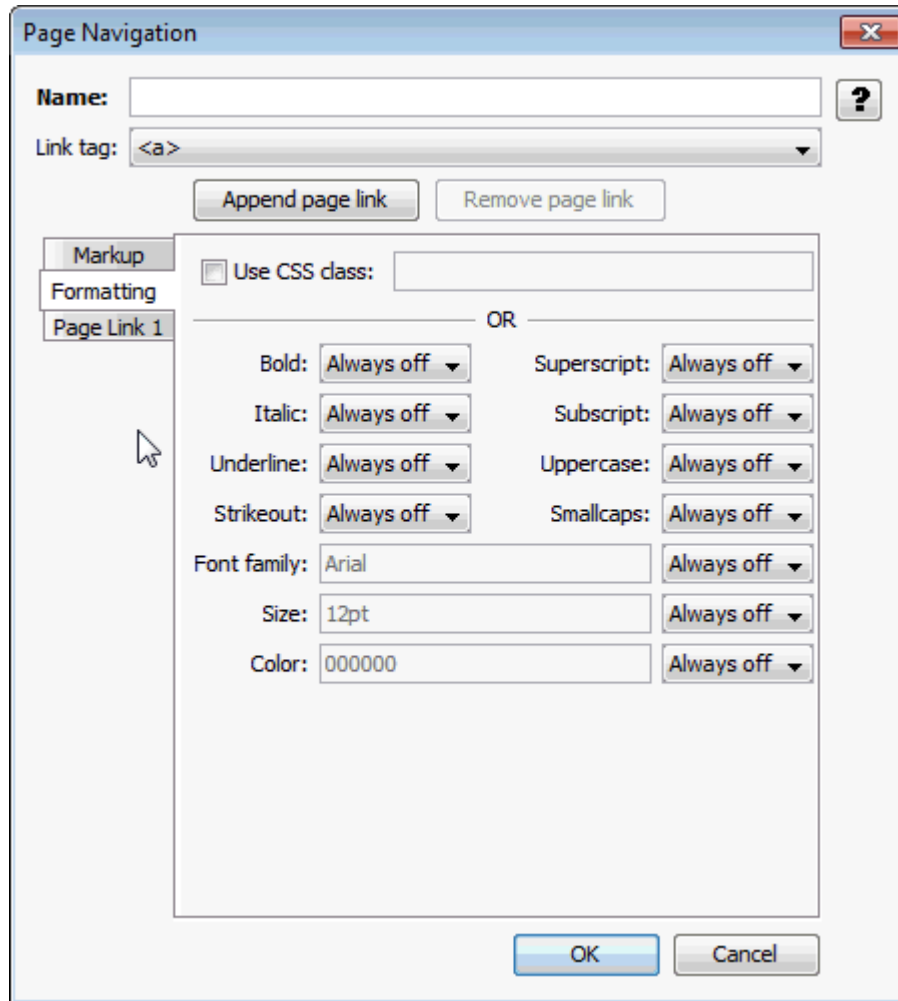 Page Navigation
Name:
?
Link tag: <a>
Append page link Remove page link
Markup
Formatting
Page Link 1
Use CSS class:
OR
Bold: Always off Superscript: Always off
Italic: Always off Subscript: Always off
Underline: Always off Uppercase: Always off
Strikeout: Always off Smallcaps: Always off
Font family: Arial Always off
Size: 12pt Always off
Color: 000000 Always off
OK Cancel